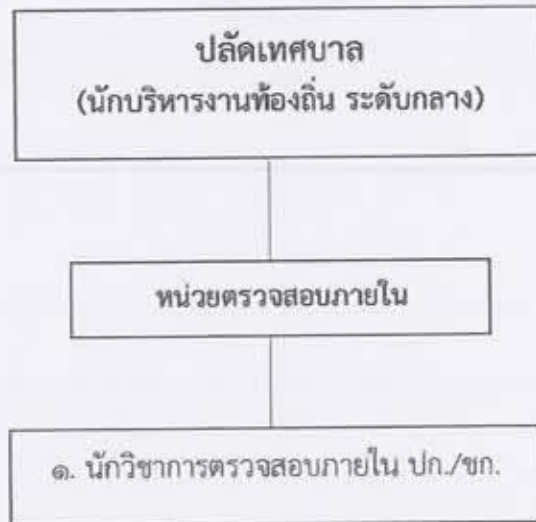 ปลัดเทศบาล
(นักบริหารงานท้องถิ่น ระดับกลาง)
หน่วยตรวจสอบภายใน
๑. นักวิชาการตรวจสอบภายใน ปก./ชก.